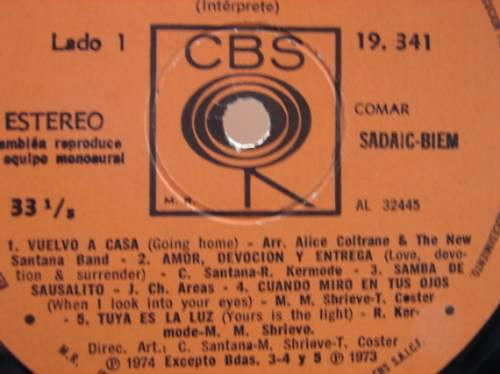 (Intérprete)
Lado 1
CBS
19. 341
ESTEREO
también reproduce
equipo monoaural
COMAR
SADAIC-BIEM
33 1/3
M. R.
AL 32445
1. VUELVO A CASA (Going home) - Arr. Alice Coltrane & The New
Santana Band - 2. AMOR, DEVOCION Y ENTREGA (Love, devo-
tion & surrender) - C. Santana-R. Kermode - 3. SAMBA DE
SAUSALITO - J. Ch. Areas - 4. CUANDO MIRO EN TUS OJOS
(When I look into your eyes) - M. M. Shrieve-T. Coster
- 5. TUYA ES LA LUZ (Yours is the light) - R. Ker-
mode-M. M. Shrieve.
Direc. Art.: C. Santana-M. Shrieve-T. Coster
Ⓟ 1974 Excepto Bdas. 3-4 y 5 Ⓟ 1973
M.R.
S.A.I.C.F.